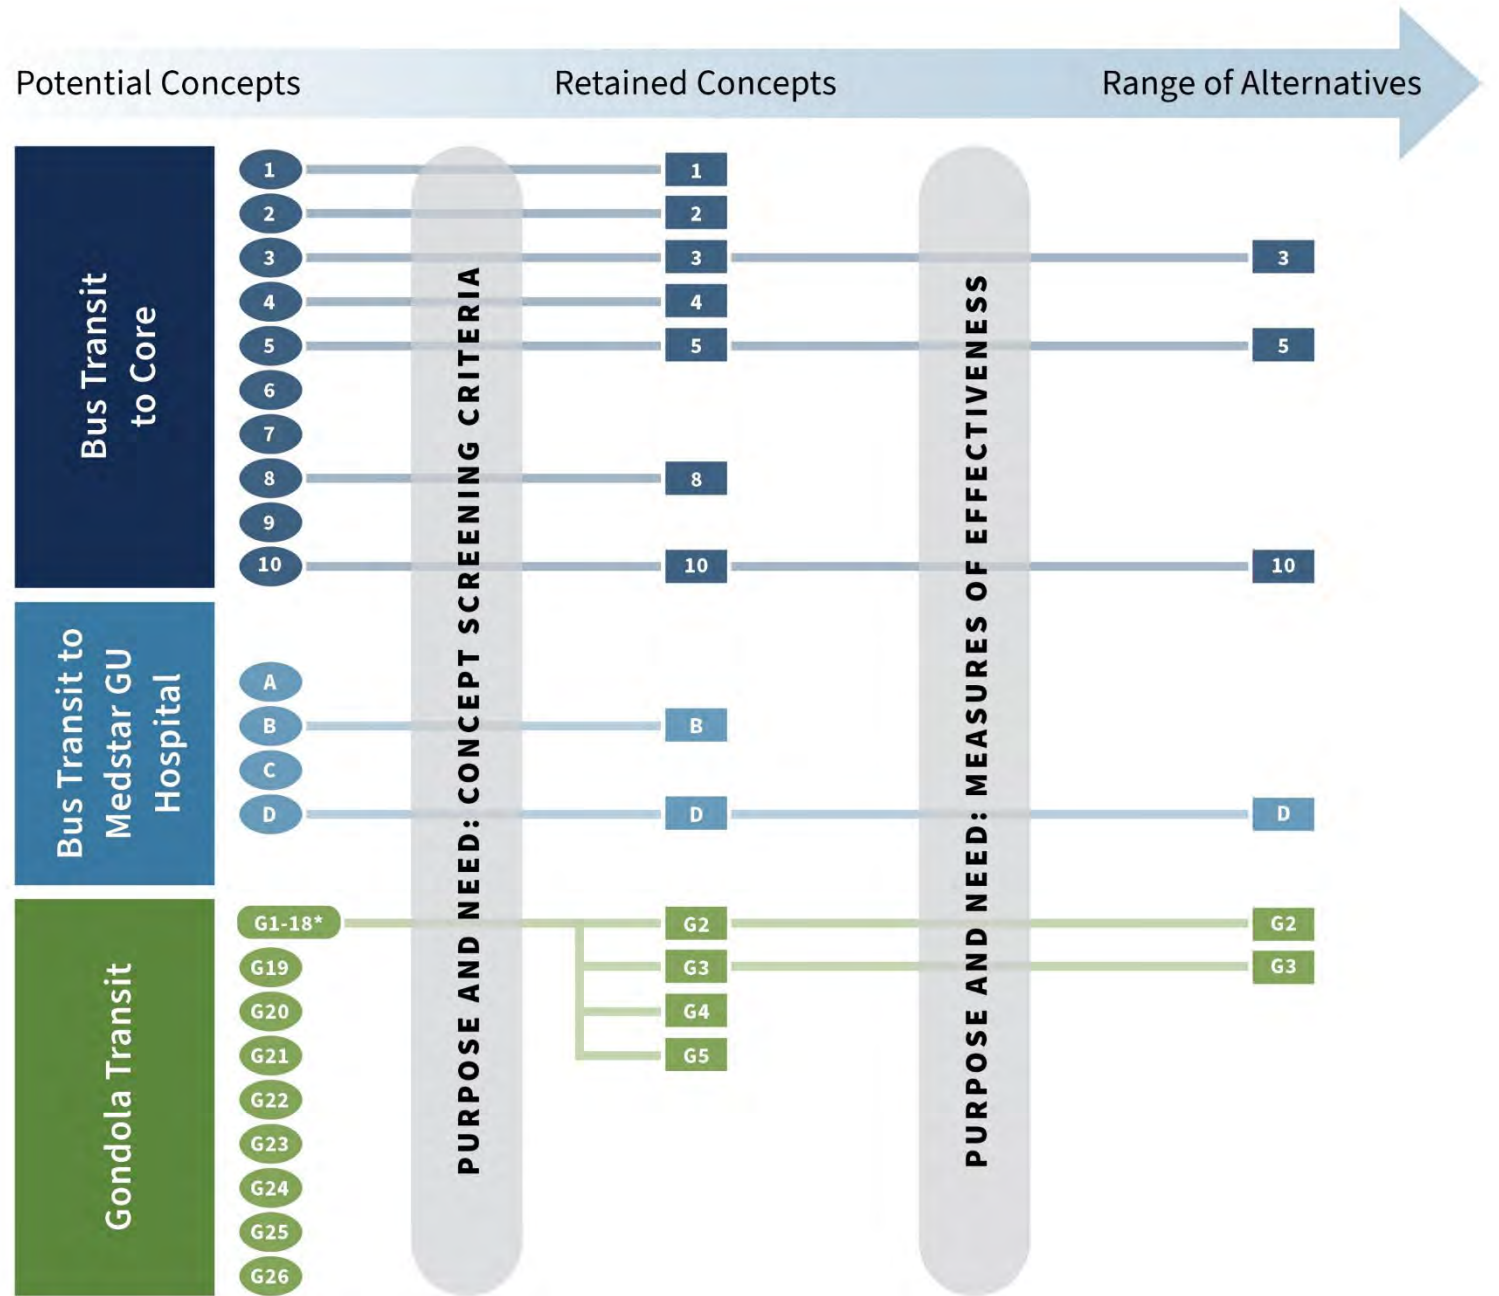 Potential Concepts
Retained Concepts
Range of Alternatives
Bus Transit
to Core
1
2
3
4
5
6
7
8
9
10
1
2
3
4
5
8
10
3
5
10
Bus Transit to
Medstar GU
Hospital
A
B
C
D
B
D
D
Gondola Transit
G1-18*
G19
G20
G21
G22
G23
G24
G25
G26
G2
G3
G4
G5
G2
G3
PURPOSE AND NEED: CONCEPT SCREENING CRITERIA
PURPOSE AND NEED: MEASURES OF EFFECTIVENESS